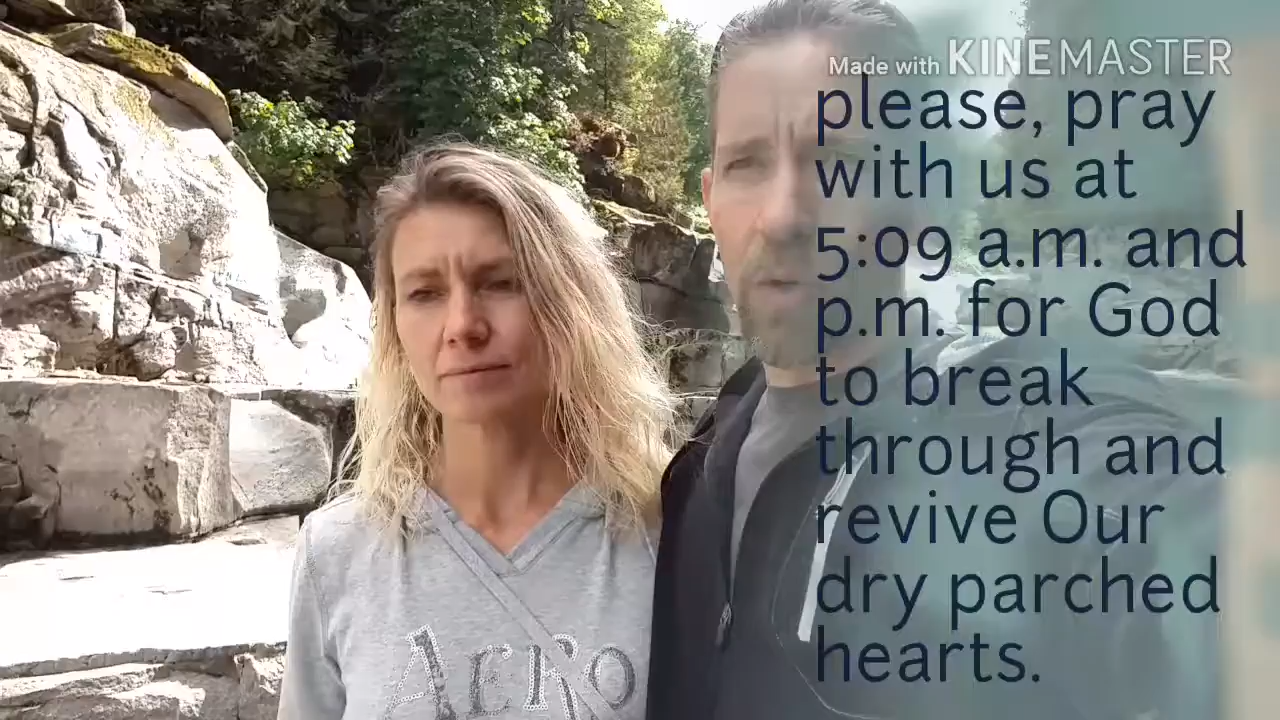 Made with KINEMASTER
please, pray
with us at
5:09 a.m. and
p.m. for God
to break
through and
revive Our
dry parched
hearts.
AERO